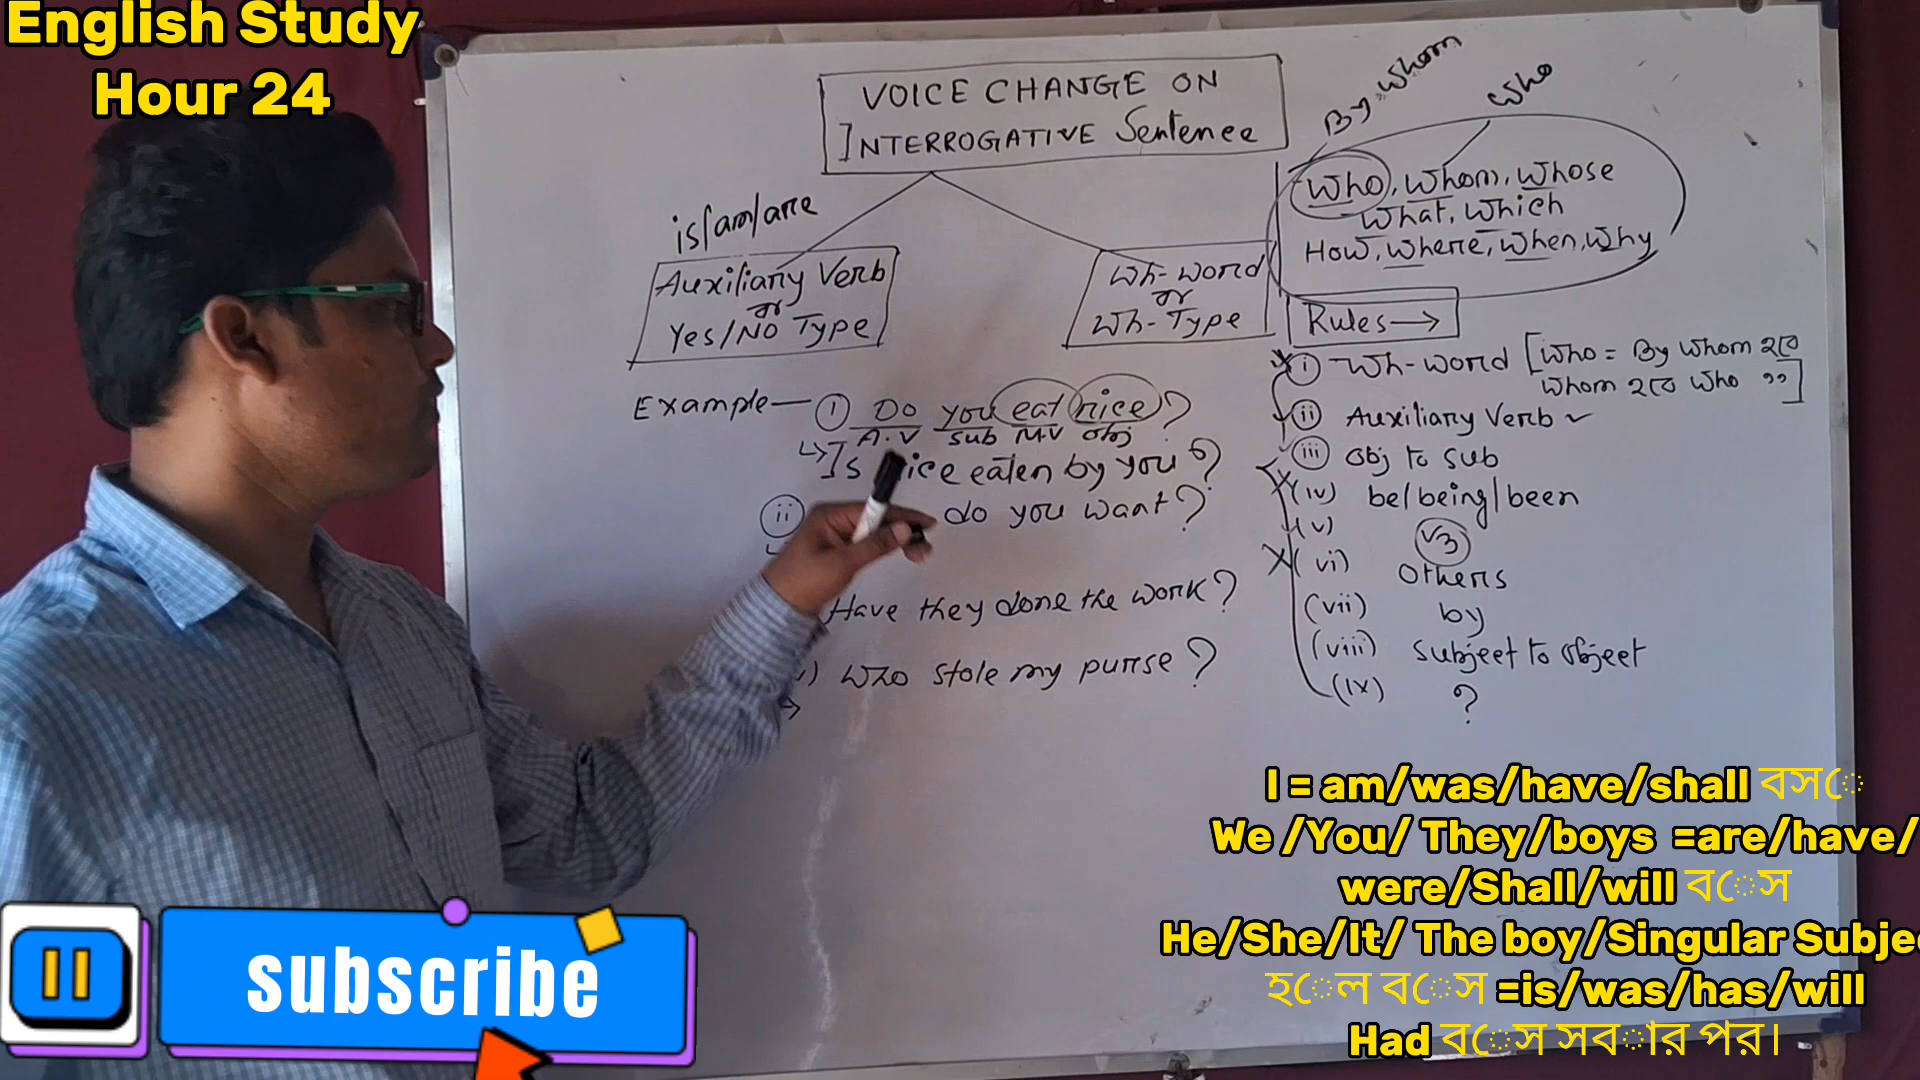 English Study
Hour 24
VOICE CHANGE ON
INTERROGATIVE Sentence
By whom
who
is/am/are
Auxiliary Verb
or
Yes/NO Type
Wh-word
or
Wh-Type
Who, Whom, Whose
What, Which
How, Where, When, Why
Rules→
(i) Wh-word [Who = By Whom হবে
Whom হবে Who ”]
(ii) Auxiliary Verb ✓
(iii) obj to sub
(iv) be/being/been
(v) V3
(vi) Others
(vii) by
(viii) subject to object
(ix) ?
Example— (i) Do you eat rice?
A.V sub M.V obj
↳ Is rice eaten by you?
(ii) do you want?
Have they done the work?
) Who stole my purse?
→
I = am/was/have/shall বসে
We /You/ They/boys =are/have/
were/Shall/will বসে
He/She/It/ The boy/Singular Subje
হলে বসে =is/was/has/will
Had বসে সবার পর।
subscribe